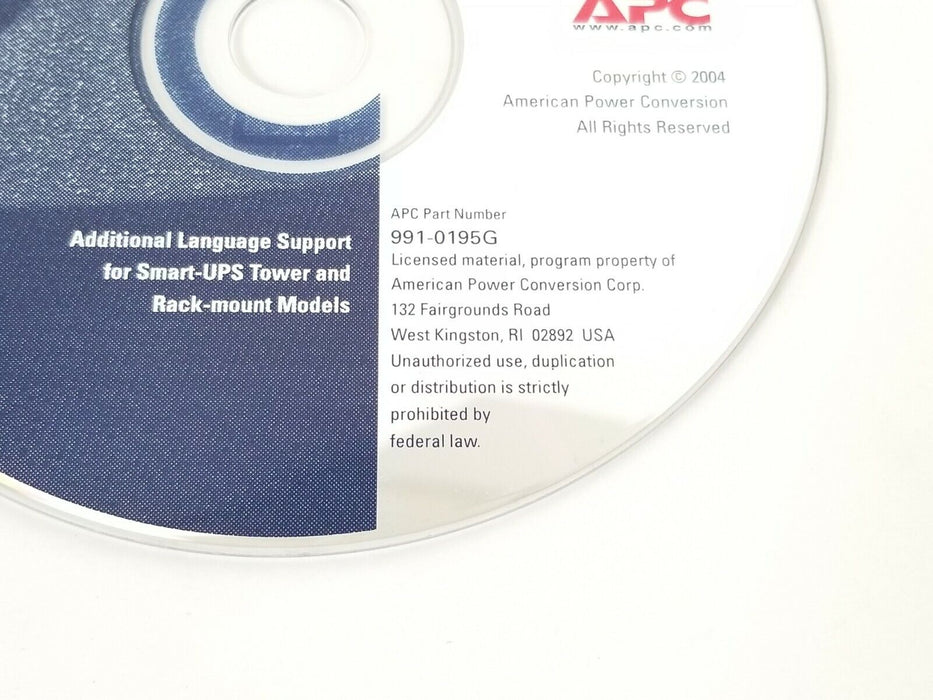 APC
www.apc.com
Copyright © 2004
American Power Conversion
All Rights Reserved
Additional Language Support
for Smart-UPS Tower and
Rack-mount Models
APC Part Number
991-0195G
Licensed material, program property of
American Power Conversion Corp.
132 Fairgrounds Road
West Kingston, RI 02892 USA
Unauthorized use, duplication
or distribution is strictly
prohibited by
federal law.